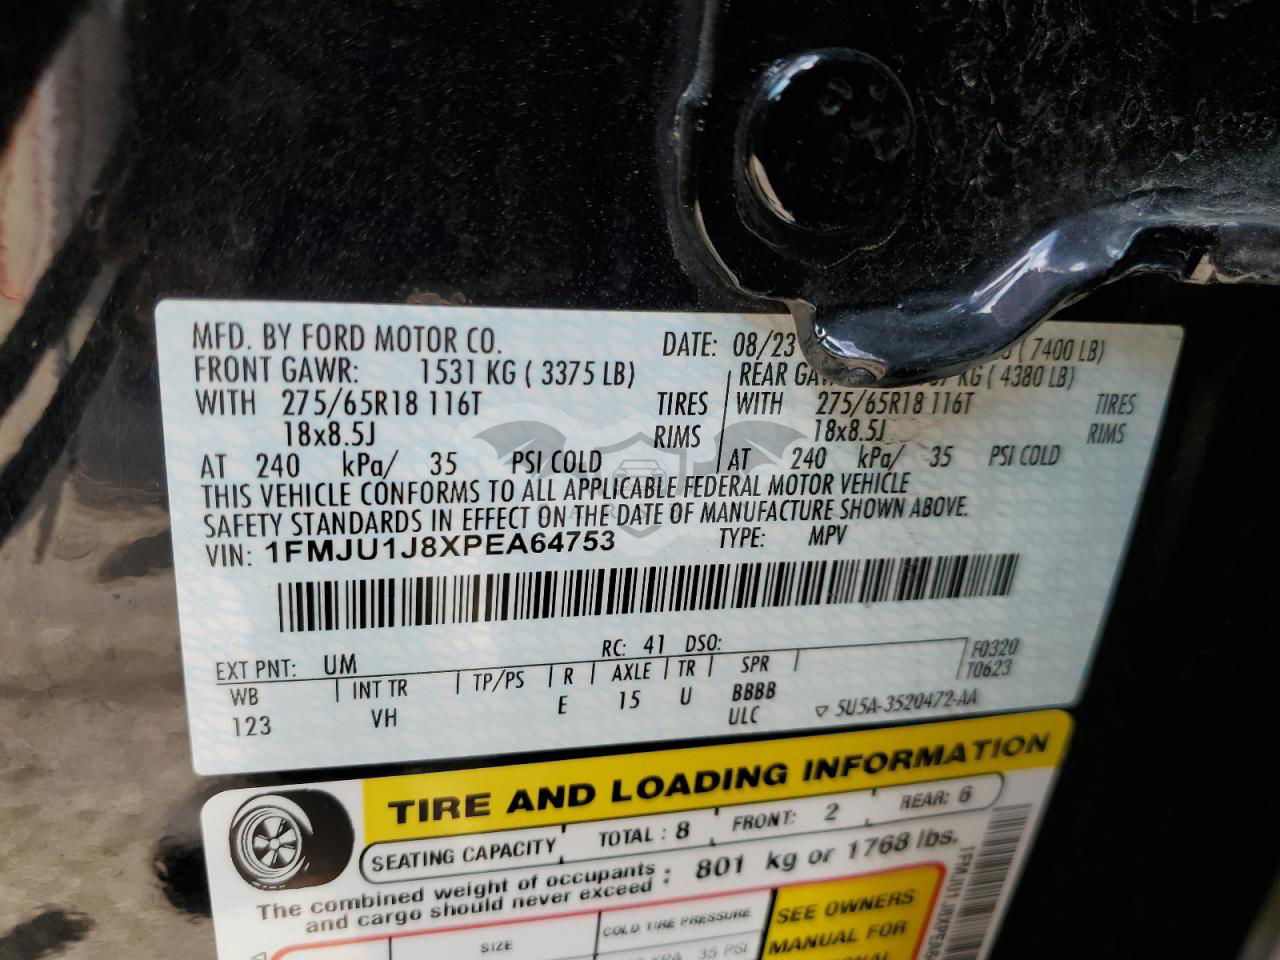 MFD. BY FORD MOTOR CO. DATE: 08/23 ( 7400 LB)
FRONT GAWR: 1531 KG ( 3375 LB) REAR KG ( 4380 LB)
WITH 275/65R18 116T TIRES WITH 275/65R18 116T TIRES
18x8.5J RIMS 18x8.5J RIMS
AT 240 kPa/ 35 PSI COLD AT 240 kPa/ 35 PSI COLD
THIS VEHICLE CONFORMS TO ALL APPLICABLE FEDERAL MOTOR VEHICLE
SAFETY STANDARDS IN EFFECT ON THE DATE OF MANUFACTURE SHOWN ABOVE.
VIN: 1FMJU1J8XPEA64753 TYPE: MPV
EXT PNT: UM RC: 41 DSO: F0320
WB INT TR TP/PS R AXLE TR SPR T0623
123 VH E 15 U BBBB
ULC 5U5A-3520472-AA
TIRE AND LOADING INFORMATION
SEATING CAPACITY TOTAL : 8 FRONT: 2 REAR: 6
The combined weight of occupants : 801 kg or 1768 lbs.
and cargo should never exceed
SIZE COLD TIRE PRESSURE SEE OWNERS
35 PSI MANUAL FOR